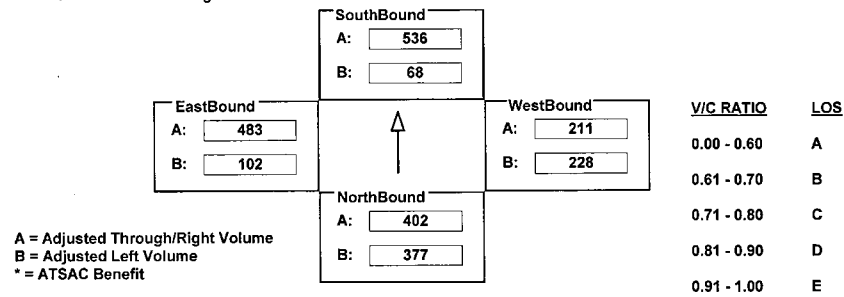 SouthBound
A: 536
B: 68
EastBound
A: 483
B: 102
WestBound
A: 211
B: 228
NorthBound
A: 402
B: 377
A = Adjusted Through/Right Volume
B = Adjusted Left Volume
* = ATSAC Benefit
V/C RATIO LOS
0.00 - 0.60 A
0.61 - 0.70 B
0.71 - 0.80 C
0.81 - 0.90 D
0.91 - 1.00 E